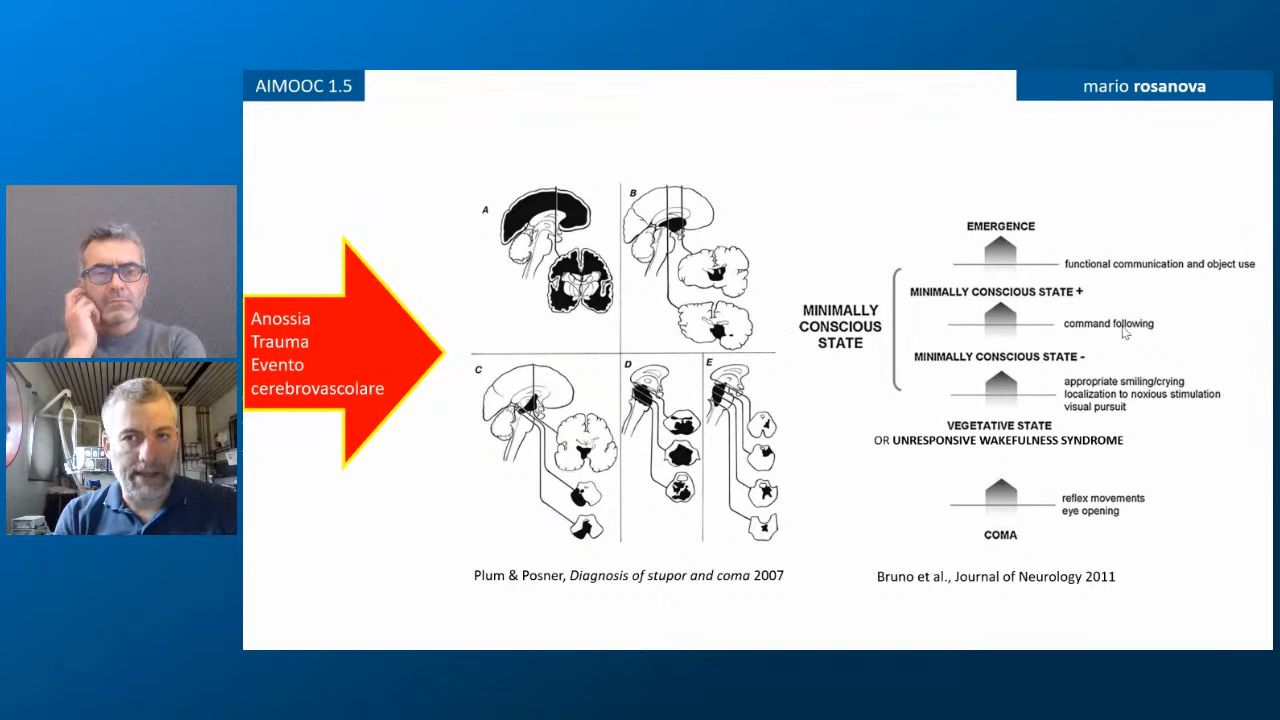 AIMOOC 1.5
mario rosanova
Anossia
Trauma
Evento
cerebrovascolare
A
B
C
D
E
Plum & Posner, Diagnosis of stupor and coma 2007
EMERGENCE
functional communication and object use
MINIMALLY CONSCIOUS STATE +
MINIMALLY
CONSCIOUS
STATE
command following
MINIMALLY CONSCIOUS STATE -
appropriate smiling/crying
localization to noxious stimulation
visual pursuit
VEGETATIVE STATE
OR UNRESPONSIVE WAKEFULNESS SYNDROME
reflex movements
eye opening
COMA
Bruno et al., Journal of Neurology 2011